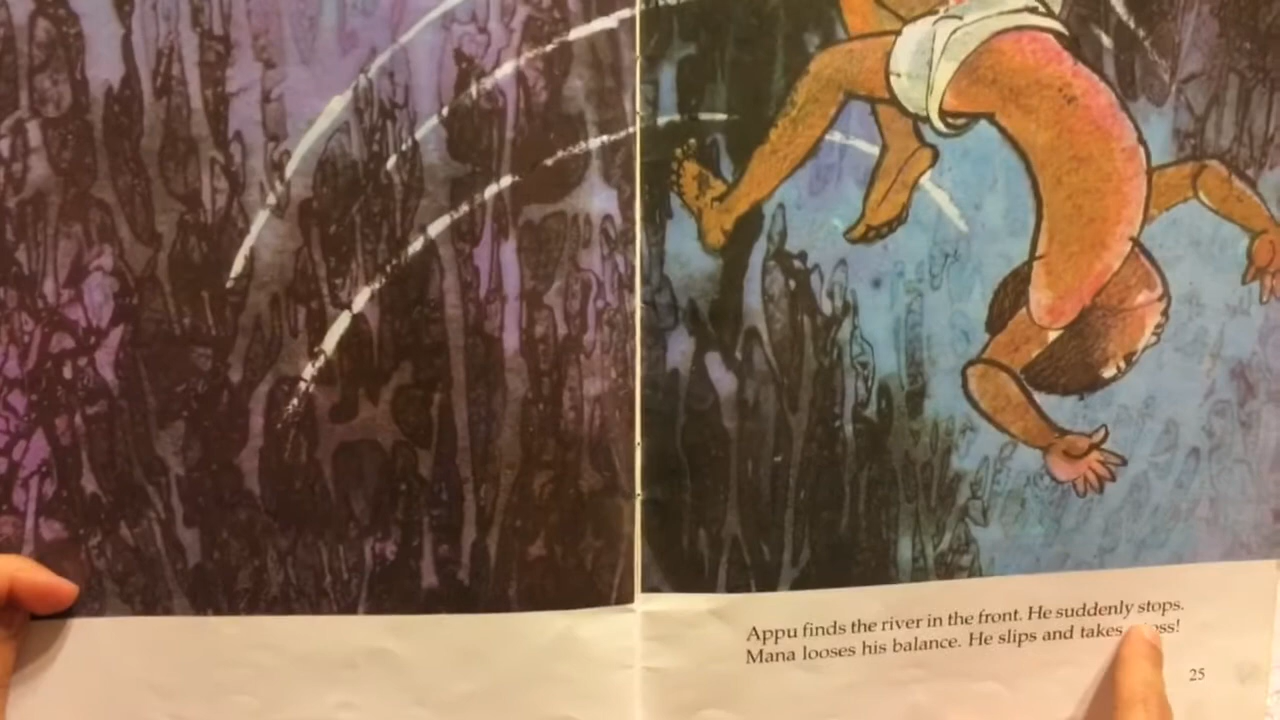 Appu finds the river in the front. He suddenly stops.
Mana looses his balance. He slips and takes toss!
25